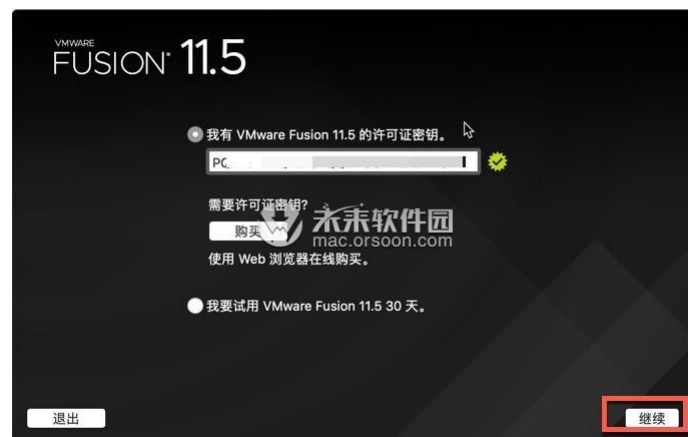 VMWARE
FUSION® 11.5
我有 VMware Fusion 11.5 的许可证密钥。
需要许可证密钥?
购买
未来软件园
mac.orsoon.com
使用 Web 浏览器在线购买。
我要试用 VMware Fusion 11.5 30 天。
退出
继续